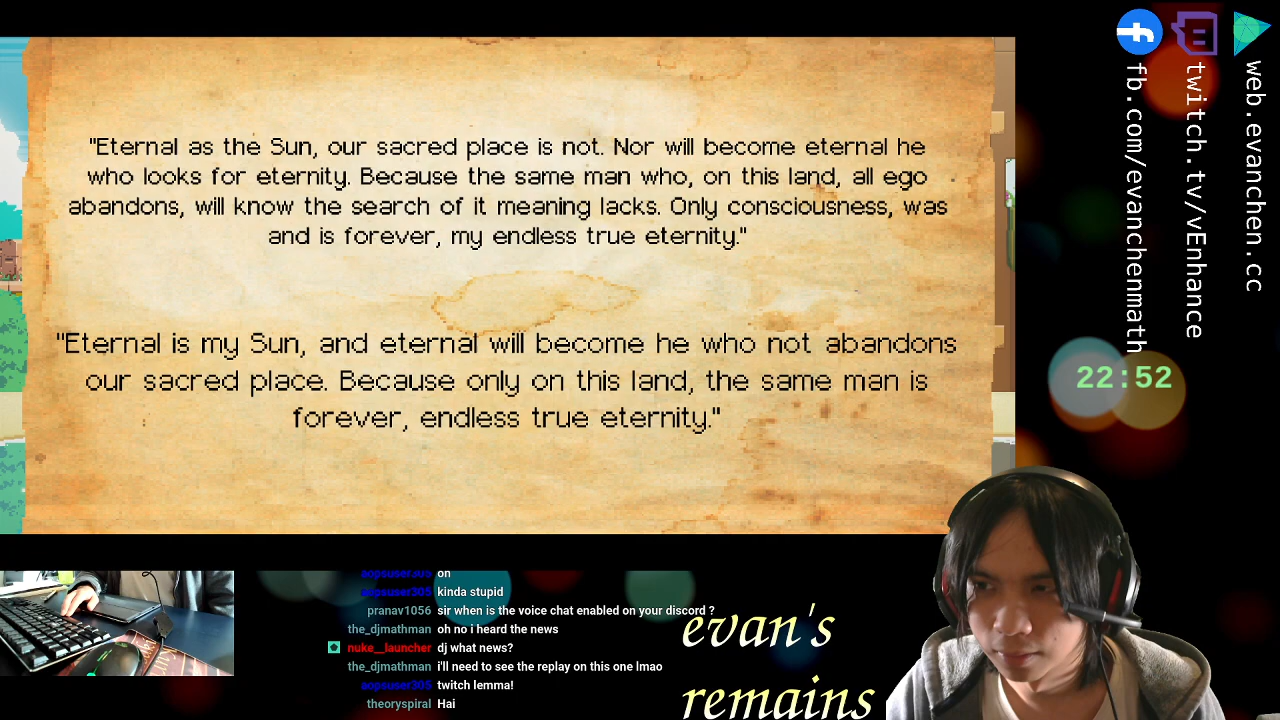 "Eternal as the Sun, our sacred place is not. Nor will become eternal he
who looks for eternity. Because the same man who, on this land, all ego
abandons, will know the search of it meaning lacks. Only consciousness, was
and is forever, my endless true eternity."
"Eternal is my Sun, and eternal will become he who not abandons
our sacred place. Because only on this land, the same man is
forever, endless true eternity."
web.evanchen.cc
twitch.tv/vEnhance
fb.com/evanchenmath
22:52
oopsuser305 on
oopsuser305 kinda stupid
pranav1056 sir when is the voice chat enabled on your discord ?
the_djmathman oh no i heard the news
nuke__launcher dj what news?
the_djmathman i'll need to see the replay on this one lmao
oopsuser305 twitch lemma!
theoryspiral Hai
evan's
remains